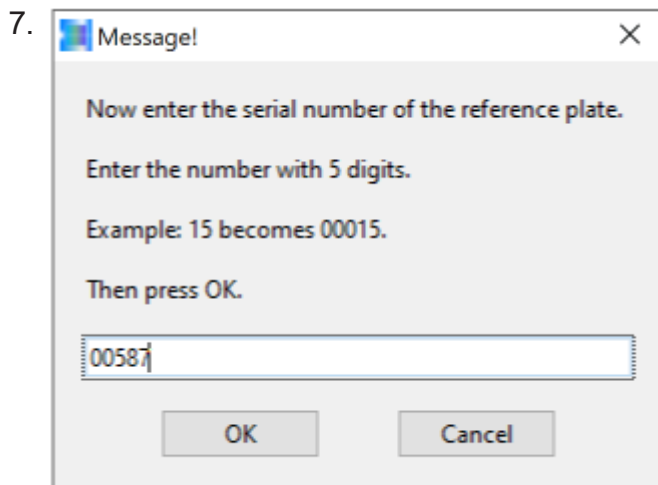 7.
Message!
Now enter the serial number of the reference plate.
Enter the number with 5 digits.
Example: 15 becomes 00015.
Then press OK.
00587
OK Cancel